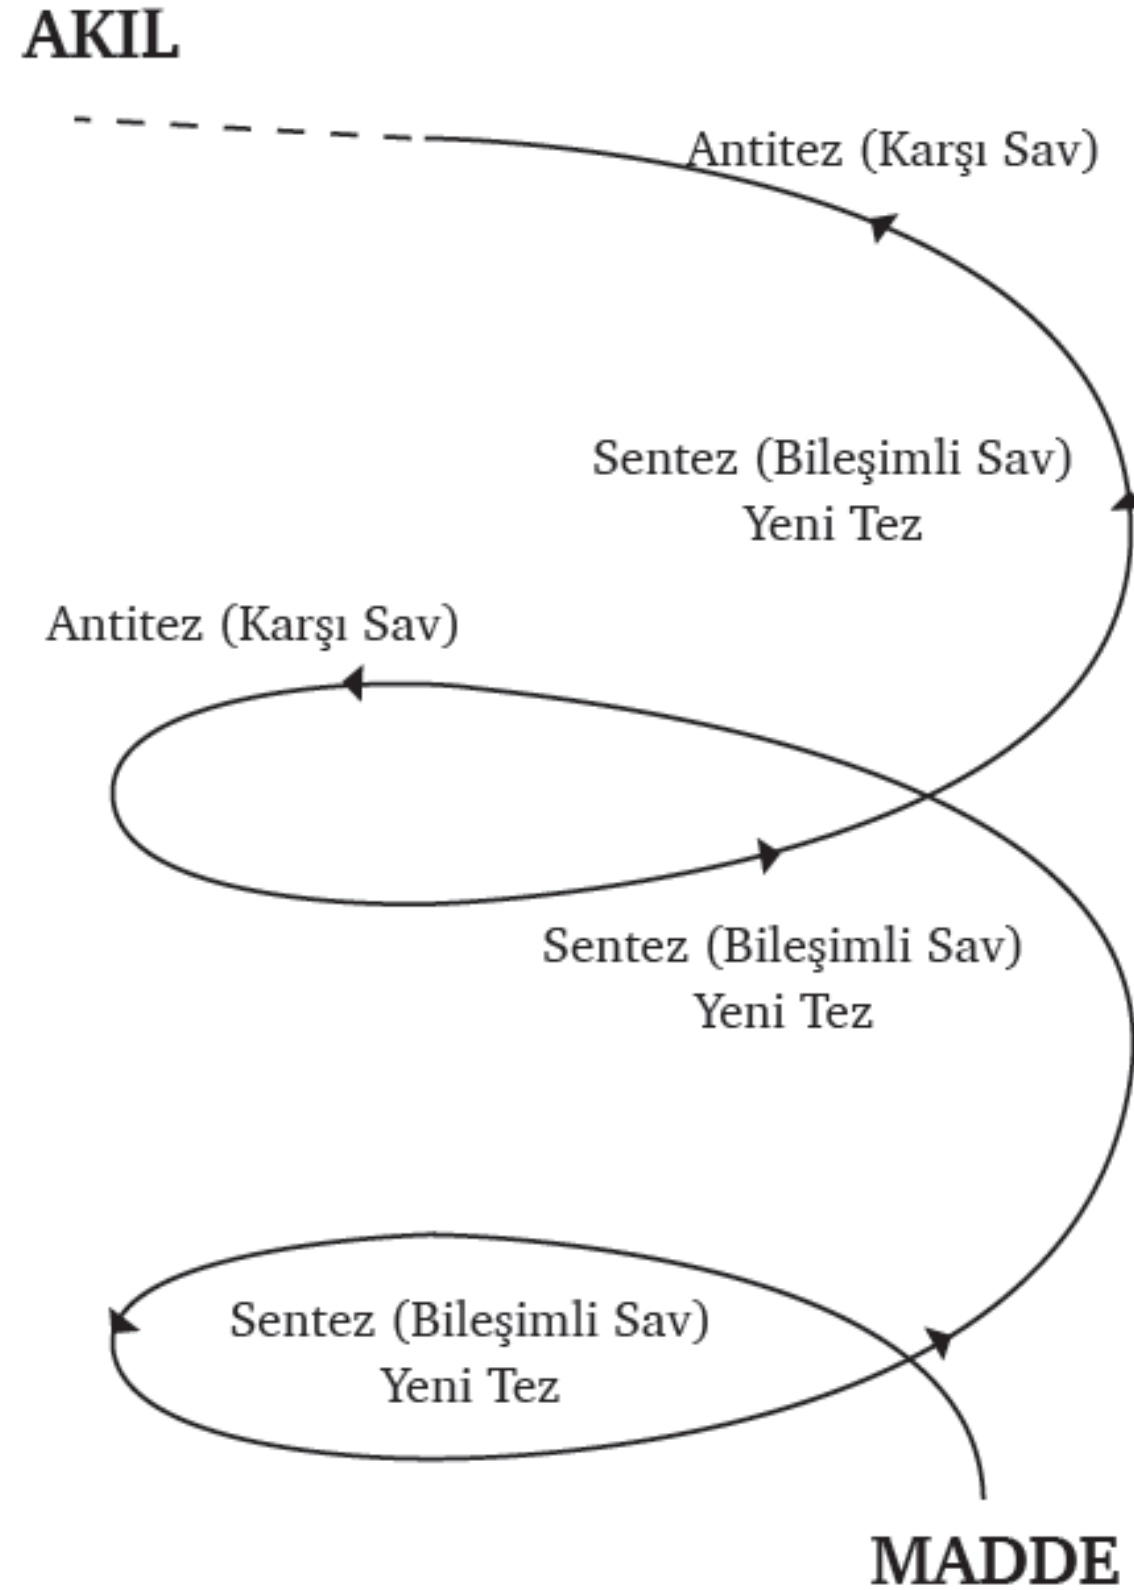 AKIL
Antitez (Karşı Sav)
Sentez (Bileşimli Sav)
Yeni Tez
Antitez (Karşı Sav)
Sentez (Bileşimli Sav)
Yeni Tez
Sentez (Bileşimli Sav)
Yeni Tez
MADDE